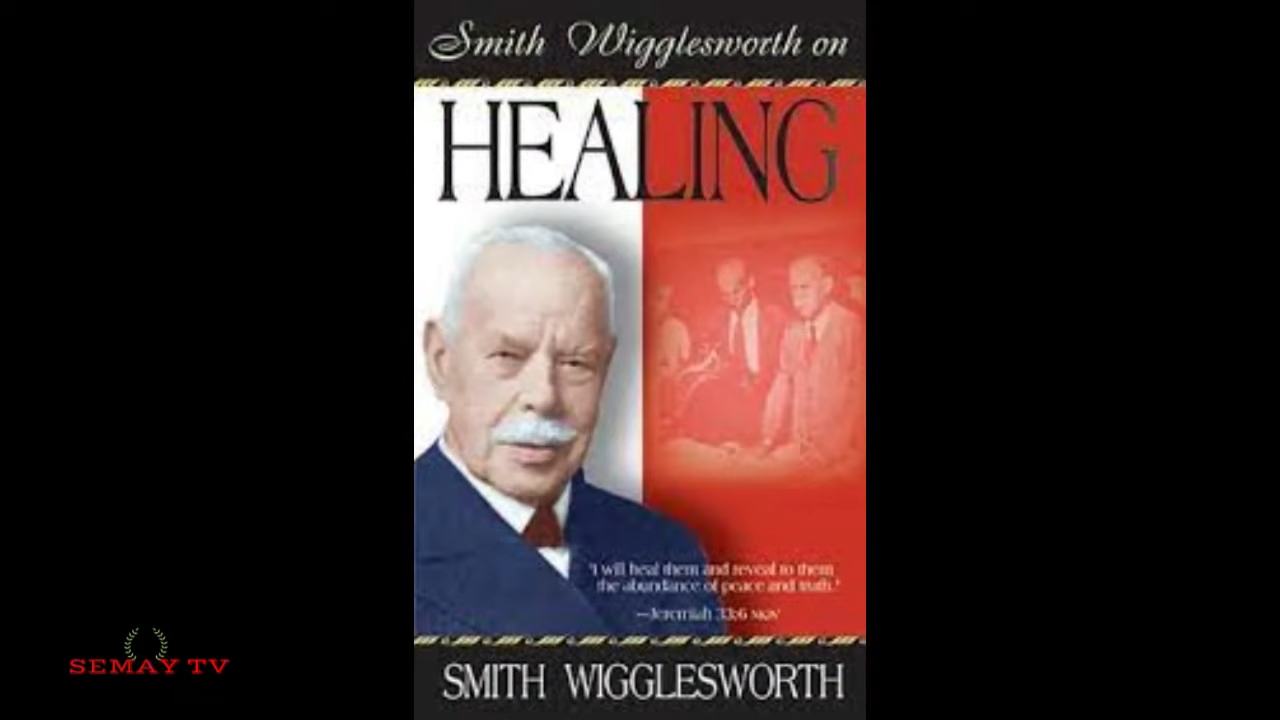 Smith Wigglesworth on
HEALING
"I will heal them and reveal to them
the abundance of peace and truth."
—Jeremiah 33:6 NKJV
SMITH WIGGLESWORTH
SEMAY TV